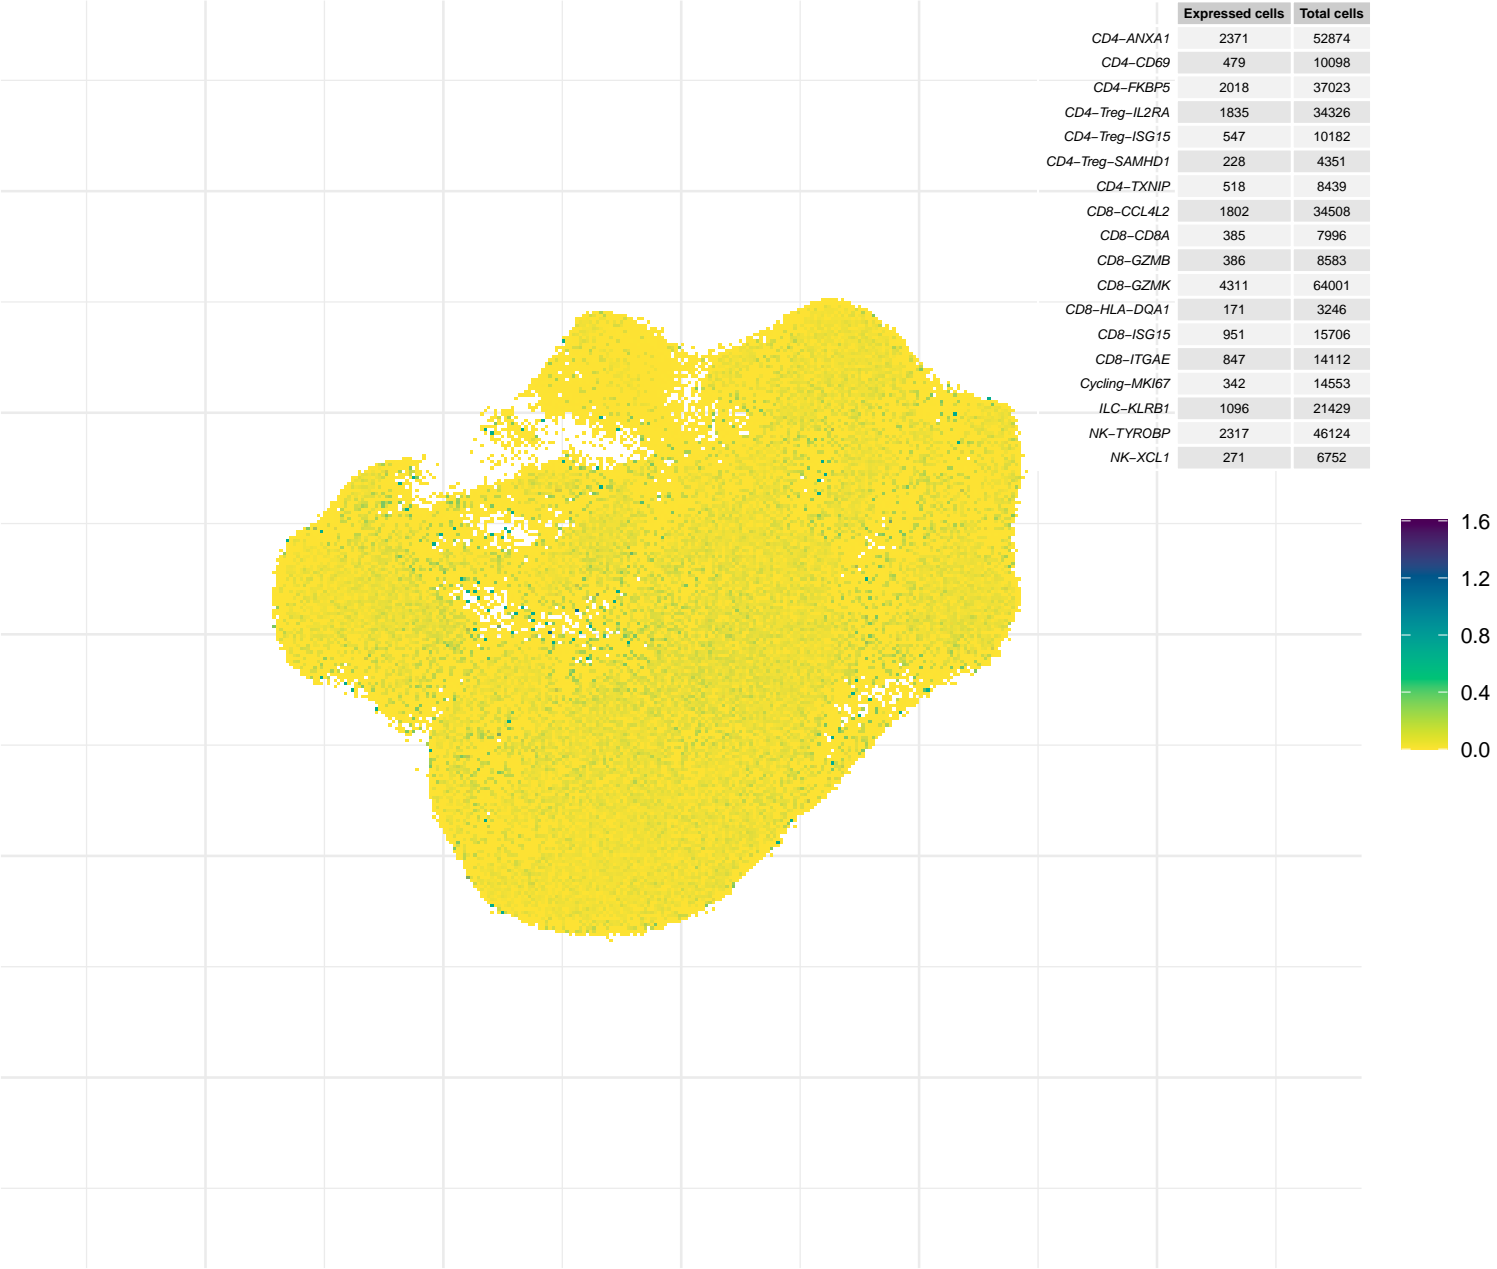 Expressed cells Total cells
CD4−ANXA1 2371 52874
CD4−CD69 479 10098
CD4−FKBP5 2018 37023
CD4−Treg−IL2RA 1835 34326
CD4−Treg−ISG15 547 10182
CD4−Treg−SAMHD1 228 4351
CD4−TXNIP 518 8439
CD8−CCL4L2 1802 34508
CD8−CD8A 385 7996
CD8−GZMB 386 8583
CD8−GZMK 4311 64001
CD8−HLA−DQA1 171 3246
CD8−ISG15 951 15706
CD8−ITGAE 847 14112
Cycling−MKI67 342 14553
ILC−KLRB1 1096 21429
NK−TYROBP 2317 46124
NK−XCL1 271 6752
1.6
1.2
0.8
0.4
0.0